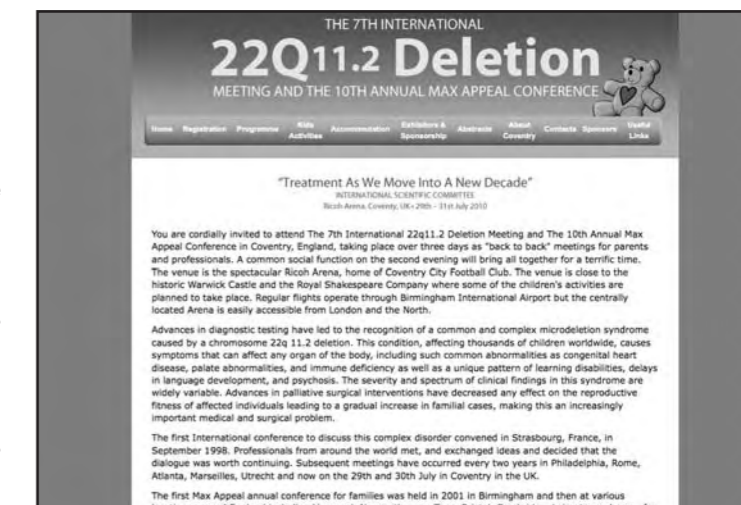 THE 7TH INTERNATIONAL
22Q11.2 Deletion
MEETING AND THE 10TH ANNUAL MAX APPEAL CONFERENCE
Home Registration Programme Kids Activities Accommodation Exhibitors & Sponsorship Abstracts About Coventry Contacts Sponsors Useful Links
"Treatment As We Move Into A New Decade"
INTERNATIONAL SCIENTIFIC COMMITTEE
Ricoh Arena, Coventy, UK • 29th - 31st July 2010
You are cordially invited to attend The 7th International 22q11.2 Deletion Meeting and The 10th Annual Max
Appeal Conference in Coventry, England, taking place over three days as "back to back" meetings for parents
and professionals. A common social function on the second evening will bring all together for a terrific time.
The venue is the spectacular Ricoh Arena, home of Coventry City Football Club. The venue is close to the
historic Warwick Castle and the Royal Shakespeare Company where some of the children's activities are
planned to take place. Regular flights operate through Birmingham International Airport but the centrally
located Arena is easily accessible from London and the North.
Advances in diagnostic testing have led to the recognition of a common and complex microdeletion syndrome
caused by a chromosome 22q 11.2 deletion. This condition, affecting thousands of children worldwide, causes
symptoms that can affect any organ of the body, including such common abnormalities as congenital heart
disease, palate abnormalities, and immune deficiency as well as a unique pattern of learning disabilities, delays
in language development, and psychosis. The severity and spectrum of clinical findings in this syndrome are
widely variable. Advances in palliative surgical interventions have decreased any effect on the reproductive
fitness of affected individuals leading to a gradual increase in familial cases, making this an increasingly
important medical and surgical problem.
The first International conference to discuss this complex disorder convened in Strasbourg, France, in
September 1998. Professionals from around the world met, and exchanged ideas and decided that the
dialogue was worth continuing. Subsequent meetings have occurred every two years in Philadelphia, Rome,
Atlanta, Marseilles, Utrecht and now on the 29th and 30th July in Coventry in the UK.
The first Max Appeal annual conference for families was held in 2001 in Birmingham and then at various